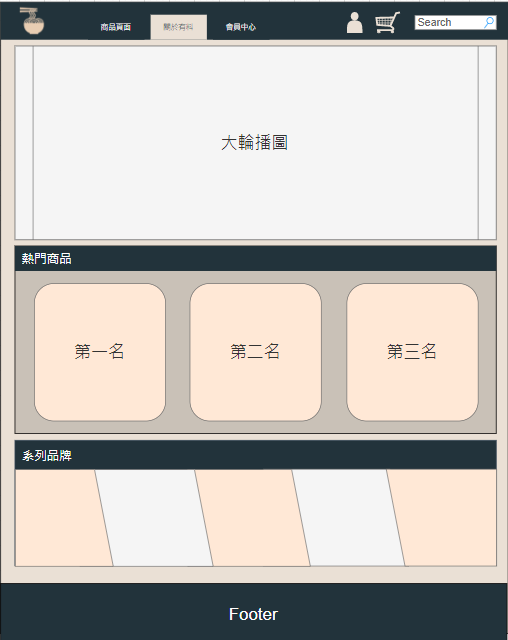 商品頁面
關於有料
會員中心
Search
大輪播圖
熱門商品
第一名
第二名
第三名
系列品牌
Footer